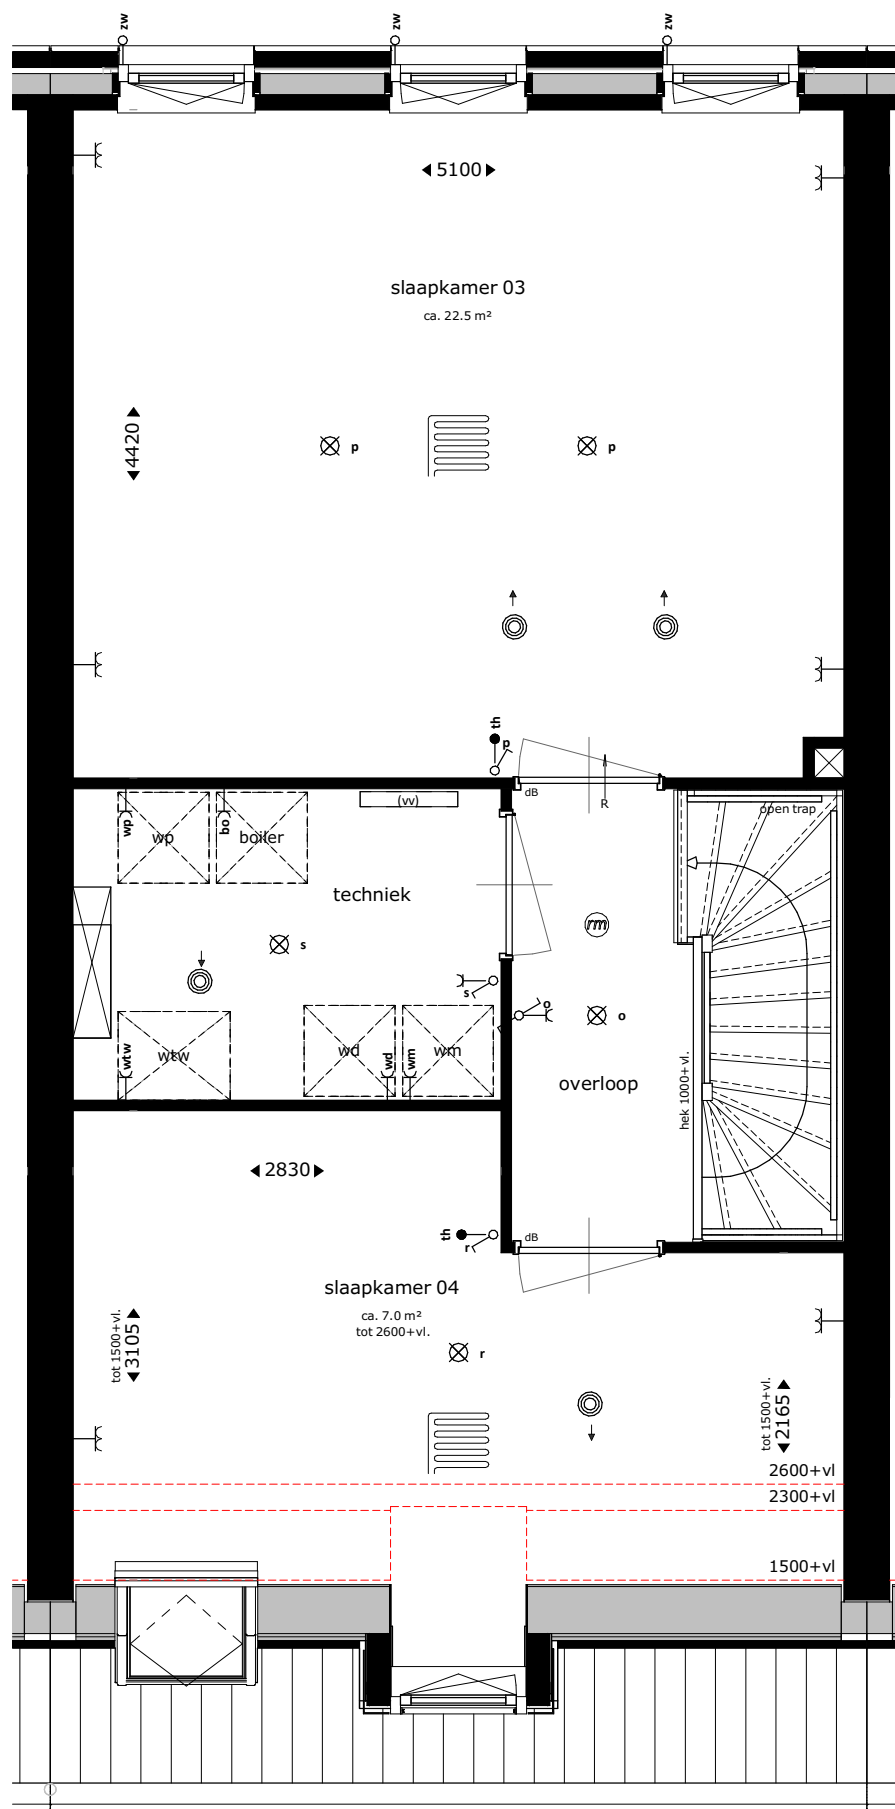 zw
zw
zw
5100
slaapkamer 03
ca. 22.5 m²
4420
p
p
th
p
dB
R
open trap
wp
wp
bo
boiler
(vv)
techniek
rm
s
s
o
o
wtw
wtw
wd
wd
wm
wm
overloop
hek 1000+vl.
2830
th
r
dB
slaapkamer 04
ca. 7.0 m²
tot 2600+vl.
tot 1500+vl.
3105
r
tot 1500+vl.
2165
2600+vl
2300+vl
1500+vl